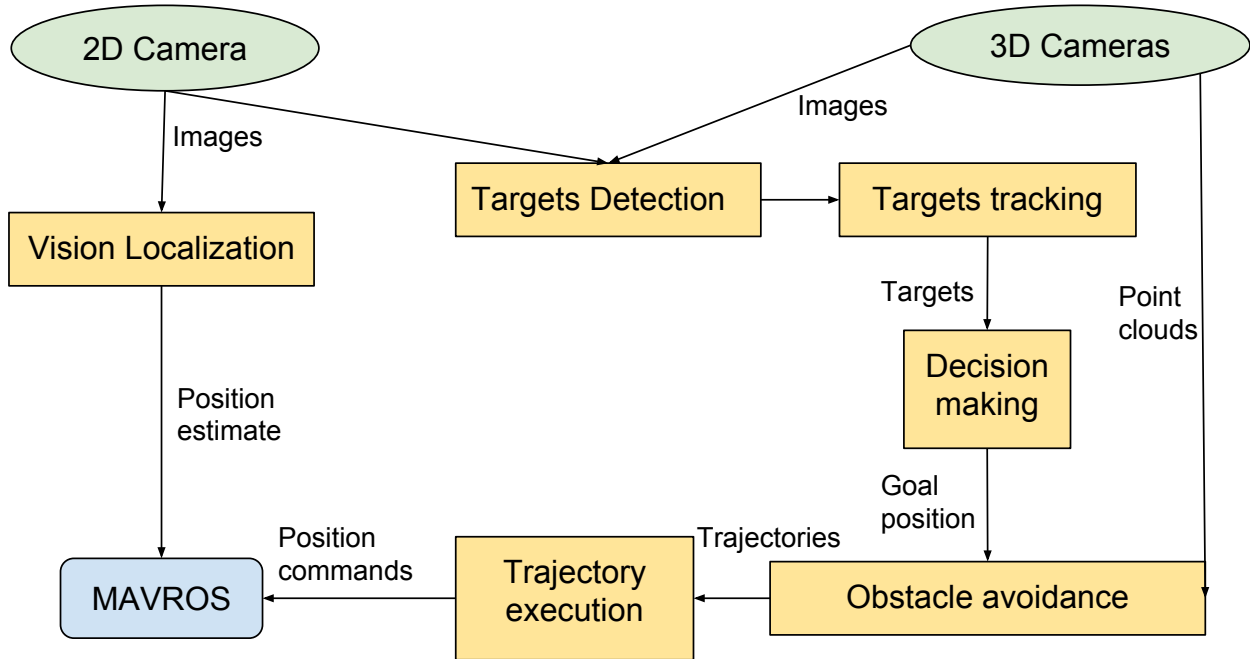 2D Camera
3D Cameras
Images
Images
Targets Detection
Targets tracking
Vision Localization
Targets
Point
clouds
Decision
making
Position
estimate
Goal
position
Position
commands
Trajectories
MAVROS
Trajectory
execution
Obstacle avoidance